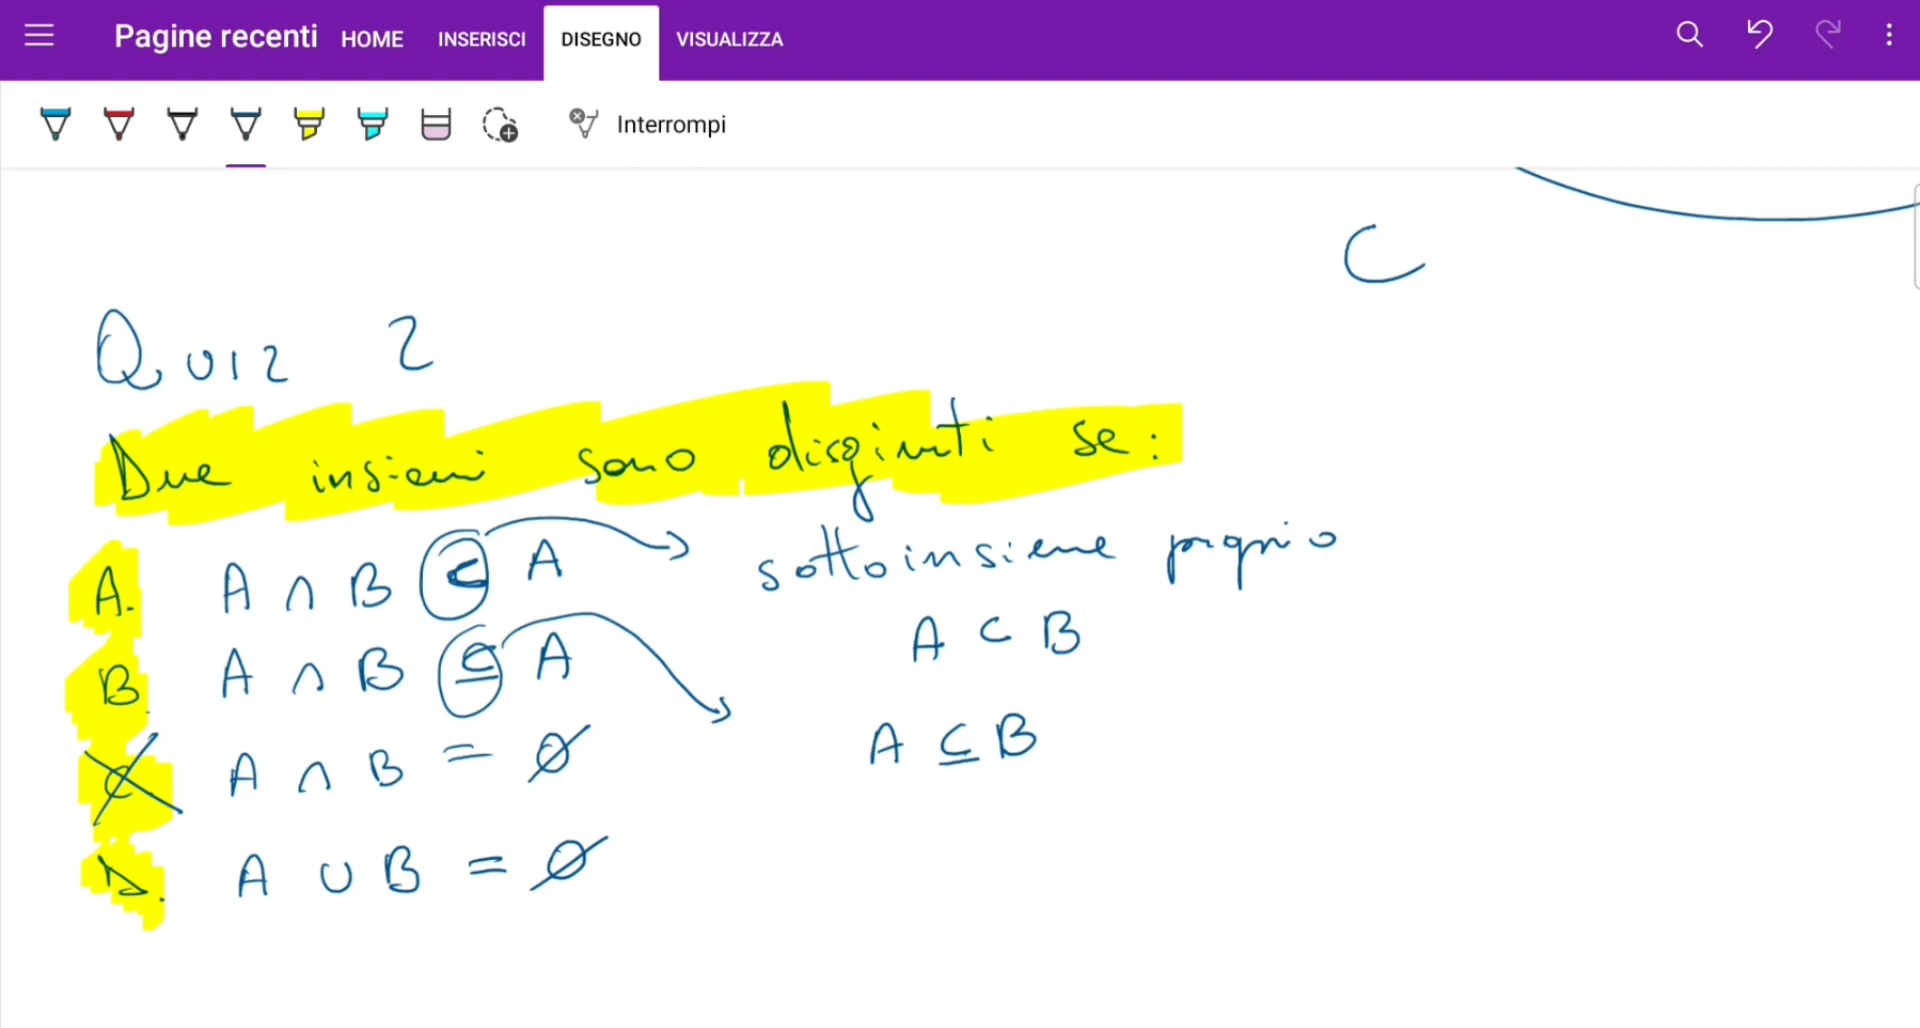 Pagine recenti HOME INSERISCI DISEGNO VISUALIZZA
Interrompi
C
QUIZ 2
Due insiemi sono disgiunti se:
A. A ∩ B ⊂ A sottoinsieme proprio
A ⊂ B
B. A ∩ B ⊆ A
A ⊆ B
C A ∩ B = ∅
D. A ∪ B = ∅